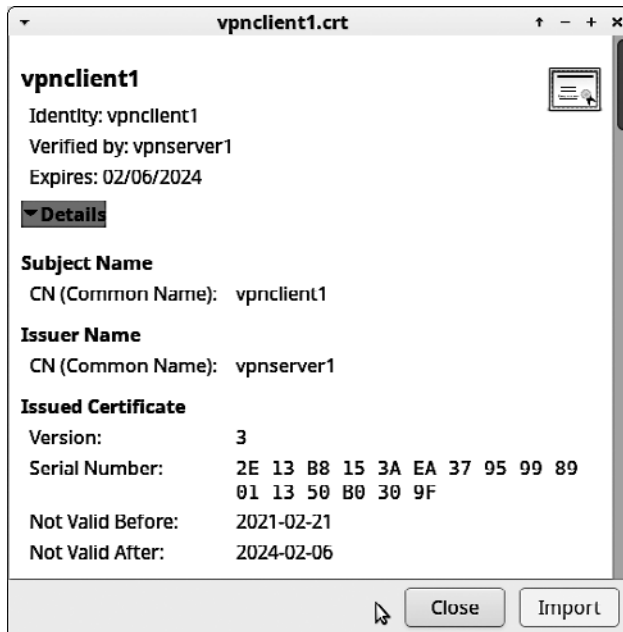 vpnclient1.crt
vpnclient1
Identity: vpnclient1
Verified by: vpnserver1
Expires: 02/06/2024
Details
Subject Name
CN (Common Name): vpnclient1
Issuer Name
CN (Common Name): vpnserver1
Issued Certificate
Version: 3
Serial Number: 2E 13 B8 15 3A EA 37 95 99 89
01 13 50 B0 30 9F
Not Valid Before: 2021-02-21
Not Valid After: 2024-02-06
Close Import